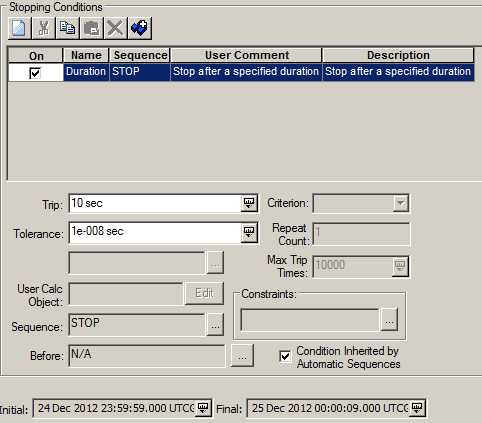 Stopping Conditions
On Name Sequence User Comment Description
Duration STOP Stop after a specified duration Stop after a specified duration
Trip: 10 sec Criterion:
Tolerance: 1e-008 sec Repeat Count: 1
... Max Trip Times: 10000
User Calc Object: Edit Constraints:
Sequence: STOP ... ...
Before: N/A ... Condition Inherited by Automatic Sequences
Initial: 24 Dec 2012 23:59:59.000 UTCG Final: 25 Dec 2012 00:00:09.000 UTCG